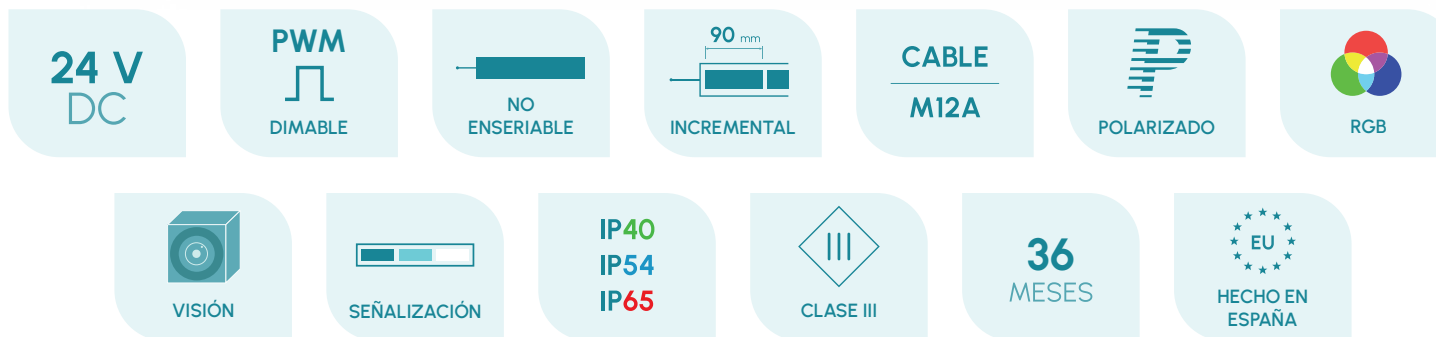 24 V
DC
PWM
DIMABLE
NO
ENSERIABLE
90 mm
INCREMENTAL
CABLE
M12A
P
POLARIZADO
RGB
VISIÓN
SEÑALIZACIÓN
IP40
IP54
IP65
III
CLASE III
36
MESES
EU
HECHO EN
ESPAÑA